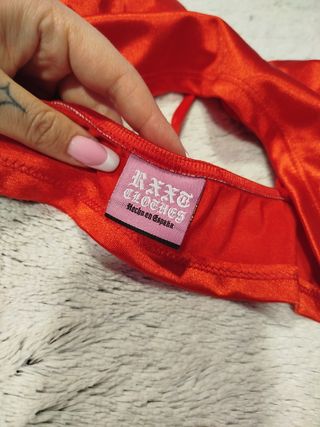 RXXT
CLOTHES
Hecho en España